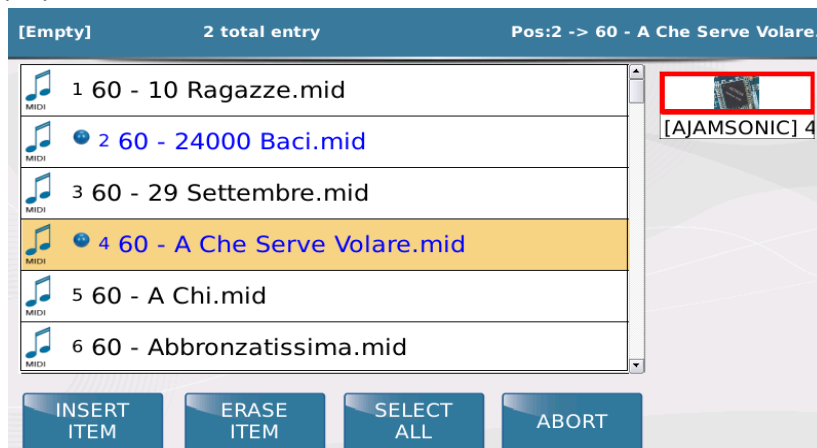 [Empty] 2 total entry Pos:2 -> 60 - A Che Serve Volare.
MIDI 1 60 - 10 Ragazze.mid
MIDI 2 60 - 24000 Baci.mid
MIDI 3 60 - 29 Settembre.mid
MIDI 4 60 - A Che Serve Volare.mid
MIDI 5 60 - A Chi.mid
MIDI 6 60 - Abbronzatissima.mid
[AJAMSONIC] 4
INSERT ITEM
ERASE ITEM
SELECT ALL
ABORT